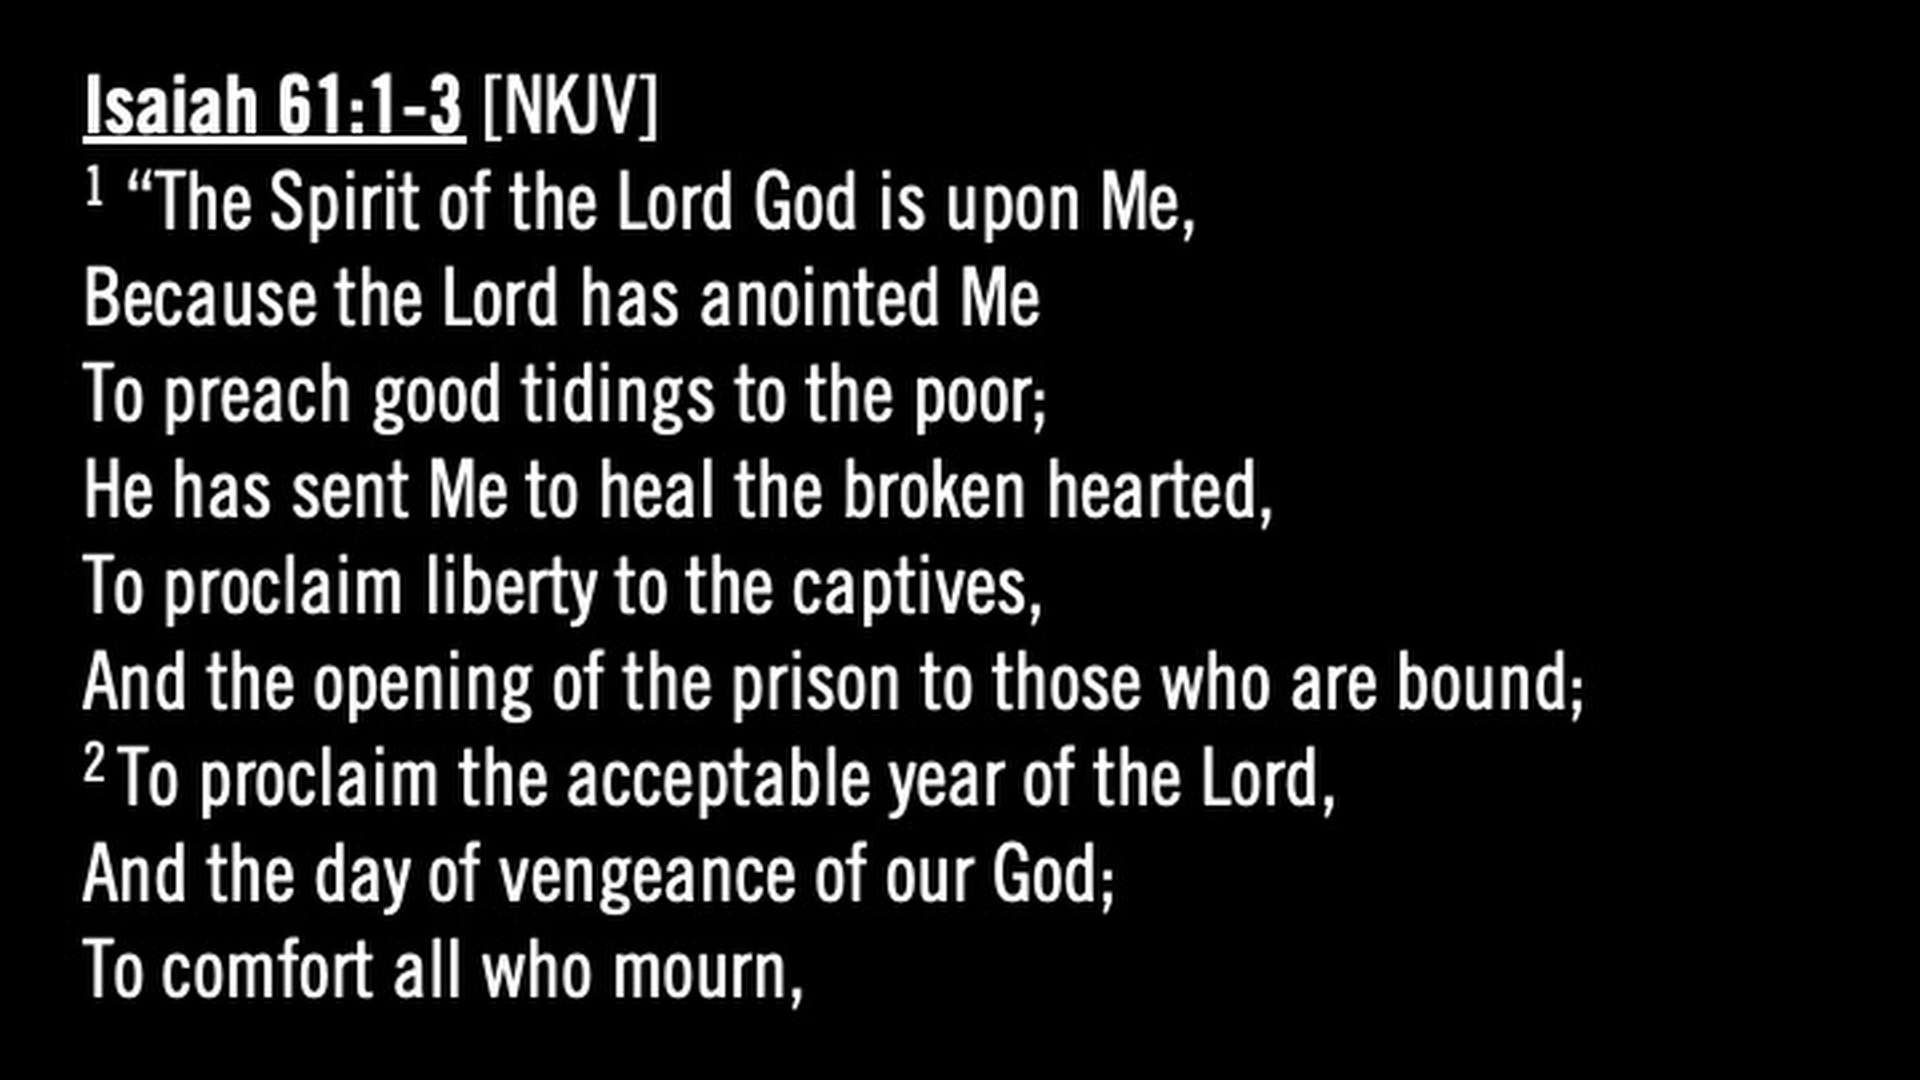 Isaiah 61:1-3 [NKJV]
1 “The Spirit of the Lord God is upon Me,
Because the Lord has anointed Me
To preach good tidings to the poor;
He has sent Me to heal the broken hearted,
To proclaim liberty to the captives,
And the opening of the prison to those who are bound;
2 To proclaim the acceptable year of the Lord,
And the day of vengeance of our God;
To comfort all who mourn,